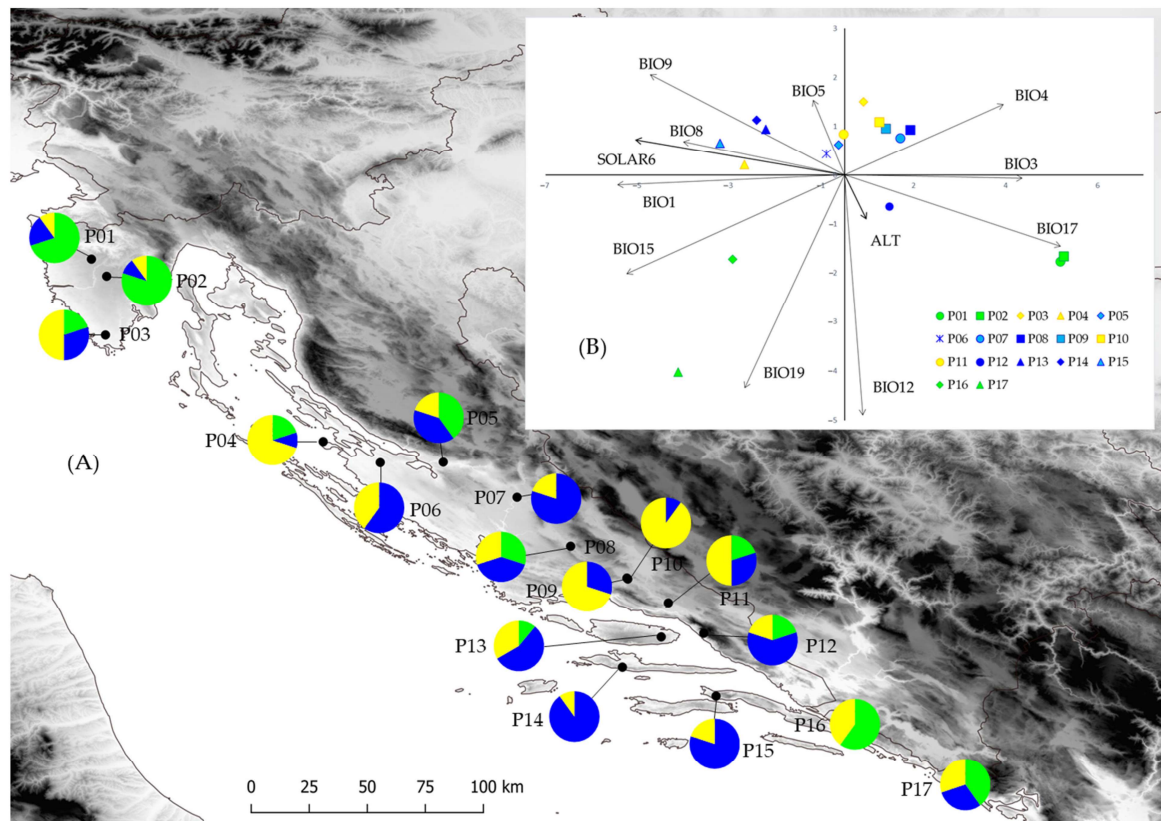 3
BIO9
BIO5
BIO4
2
1
BIO8
SOLAR6
BIO3
-7
-5
-3
-1
2
4
6
BIO1
BIO17
-1
ALT
BIO15
-2
P01 P02 P03 P04 P05
-3
P06 P07 P08 P09 P10
(B)
P11 P12 P13 P14 P15
BIO19
-4
P16 P17
BIO12
-5
P01
P02
P03
(A)
P04
P05
P06
P07
P08
P10
P09
P11
P13
P12
P14
P15
P16
P17
0 25 50 75 100 km